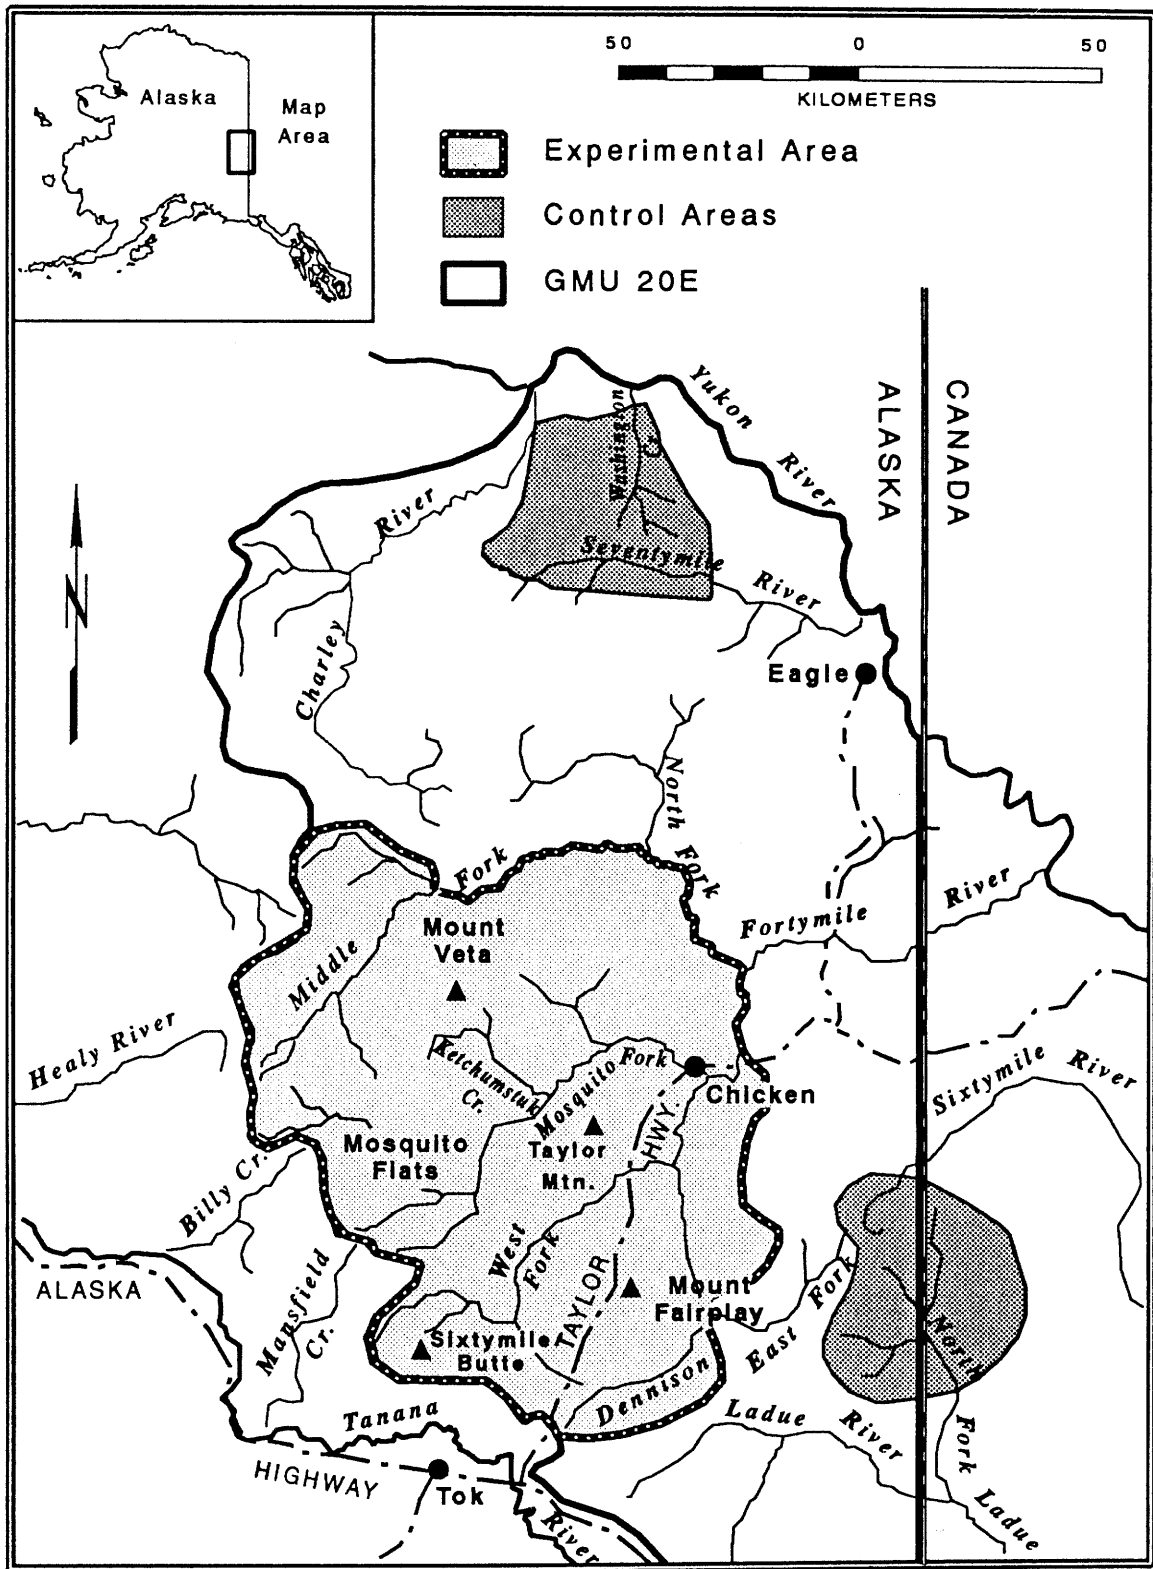 50 0 50
KILOMETERS
Alaska
Map
Area
Experimental Area
Control Areas
GMU 20E
ALASKA
CANADA
Yukon River
Washington
Cr.
River
Charley
Seventymile River
Eagle
North Fork
Fork
Middle
Mount
Veta
Fortymile River
Healy River
Ketchumstuk
Cr.
Mosquito Fork
Chicken
Sixtymile River
Taylor
Mtn.
HWY.
TAYLOR
Mosquito
Flats
Billy Cr.
West
Fork
Mansfield
Cr.
Mount
Fairplay
Sixtymile
Butte
Dennison
East Fork
North
Fork
Ladue
Ladue River
ALASKA
HIGHWAY
Tanana
River
Tok
N